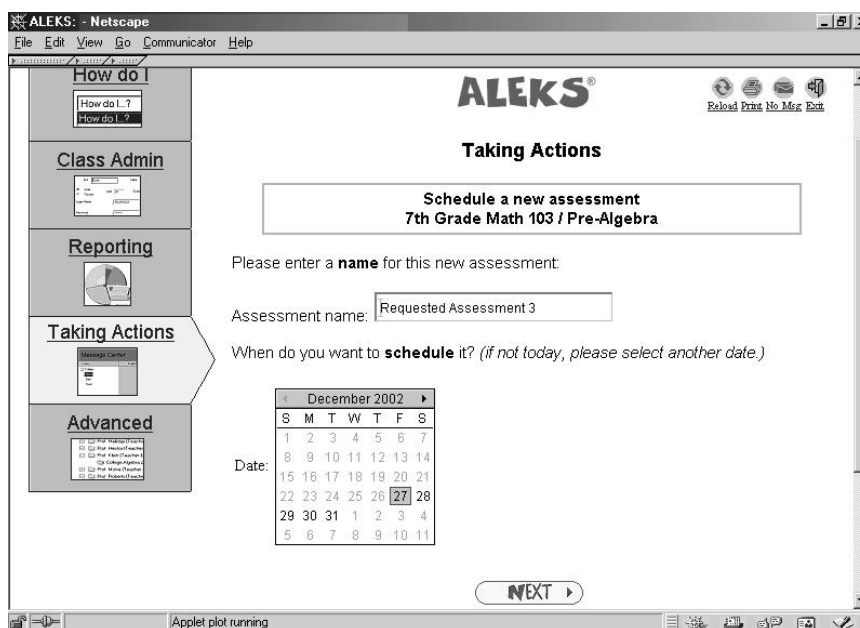 ALEKS: - Netscape
File Edit View Go Communicator Help
How do I
How do I...?
How do I...?
Class Admin
Reporting
Taking Actions
Message Center
Advanced
ALEKS®
Reload Print No Msg Exit
Taking Actions
Schedule a new assessment
7th Grade Math 103 / Pre-Algebra
Please enter a name for this new assessment:
Assessment name: Requested Assessment 3
When do you want to schedule it? (if not today, please select another date.)
December 2002
S M T W T F S
1 2 3 4 5 6 7
8 9 10 11 12 13 14
Date:
15 16 17 18 19 20 21
22 23 24 25 26 27 28
29 30 31 1 2 3 4
5 6 7 8 9 10 11
NEXT
Applet plot running